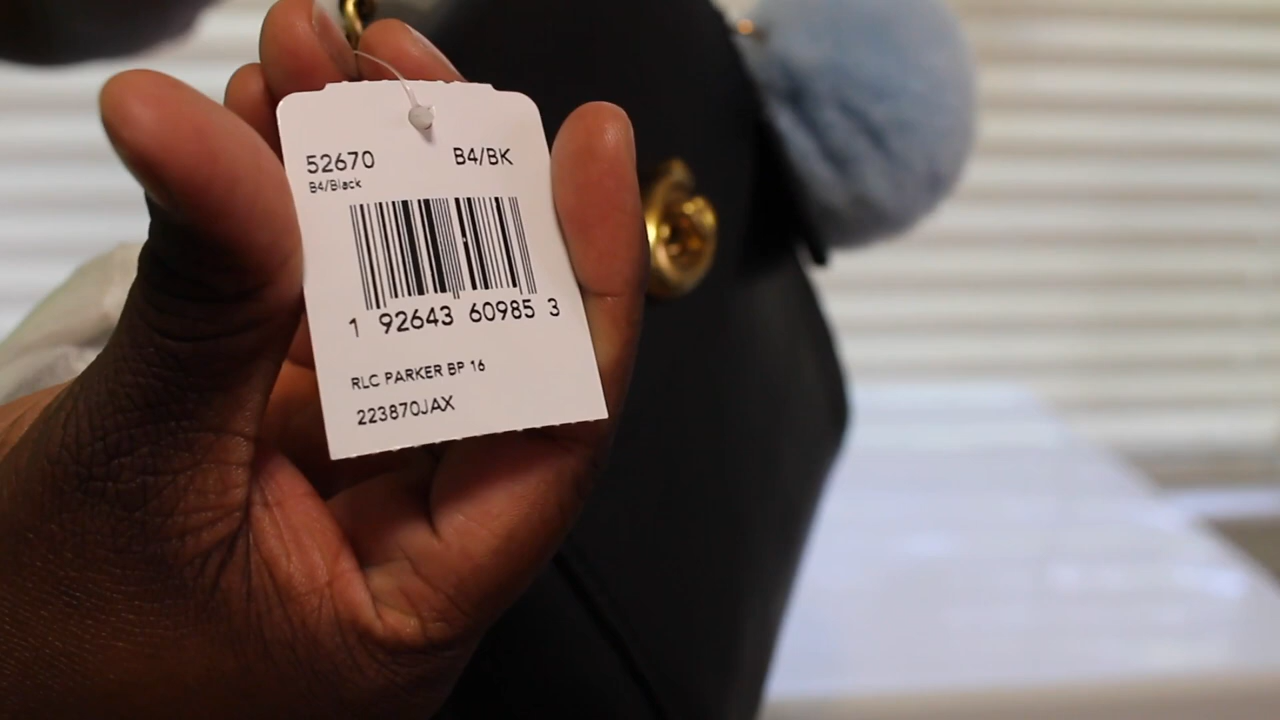 52670 B4/BK
B4/Black
1 92643 60985 3
RLC PARKER BP 16
223870JAX